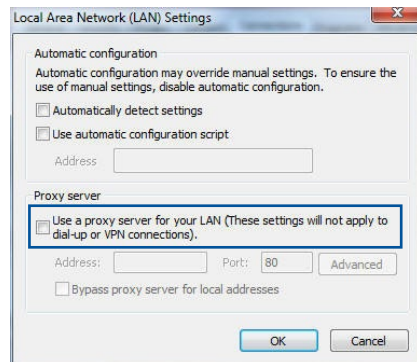 Local Area Network (LAN) Settings
Automatic configuration
Automatic configuration may override manual settings. To ensure the
use of manual settings, disable automatic configuration.
Automatically detect settings
Use automatic configuration script
Address
Proxy server
Use a proxy server for your LAN (These settings will not apply to
dial-up or VPN connections).
Address: Port: 80 Advanced
Bypass proxy server for local addresses
OK Cancel